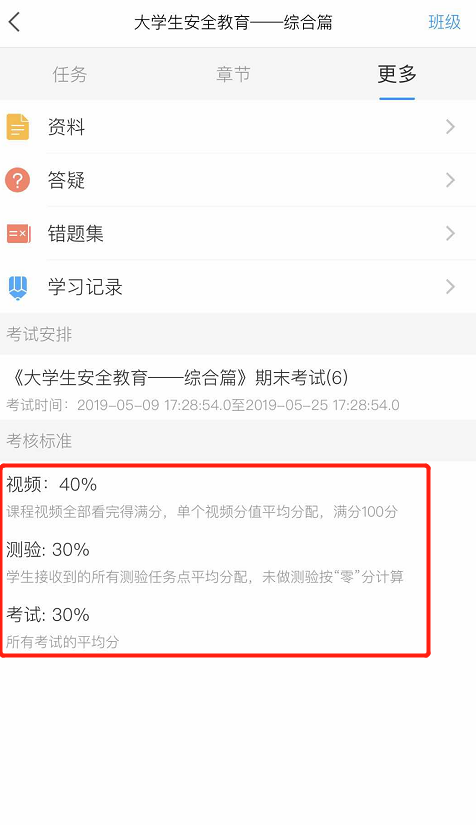 大学生安全教育——综合篇 班级
任务 章节 更多
资料
答疑
错题集
学习记录
考试安排
《大学生安全教育——综合篇》期末考试(6)
考试时间：2019-05-09 17:28:54.0至2019-05-25 17:28:54.0
考核标准
视频：40%
课程视频全部看完得满分，单个视频分值平均分配，满分100分
测验: 30%
学生接收到的所有测验任务点平均分配，未做测验按“零”分计算
考试: 30%
所有考试的平均分